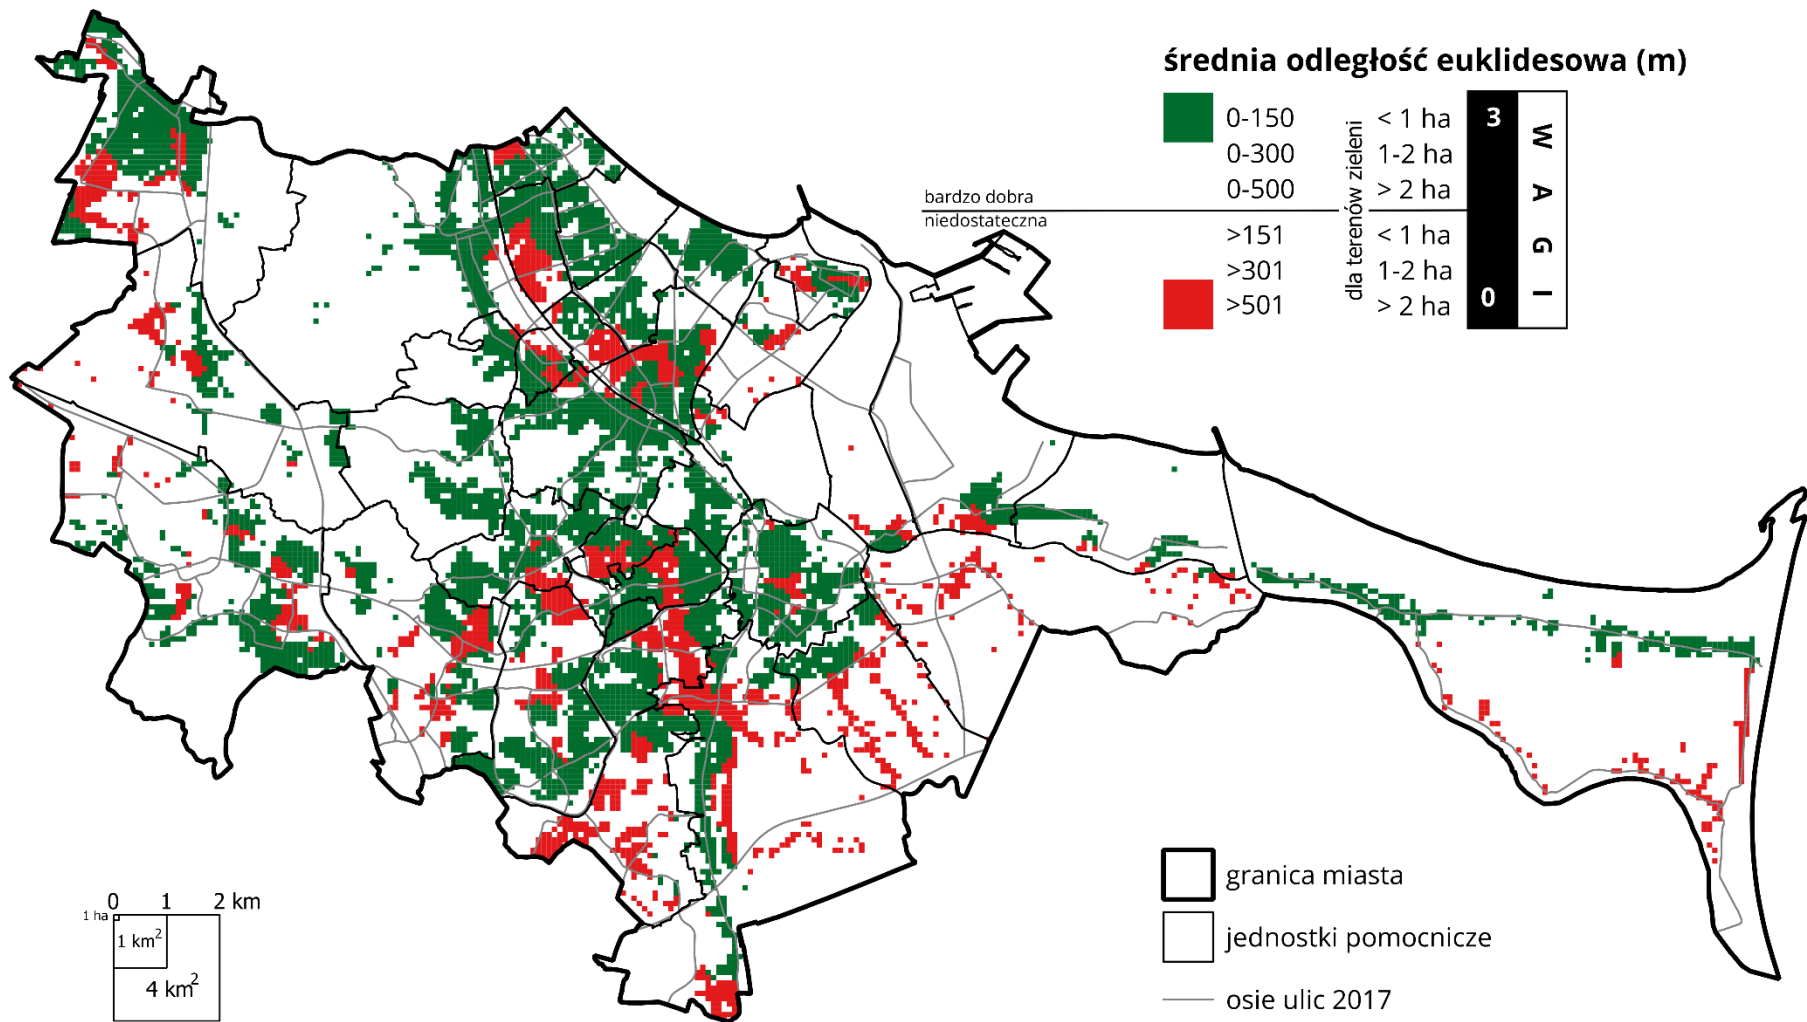 średnia odległość euklidesowa (m)
0-150 < 1 ha
0-300 1-2 ha
0-500 > 2 ha
bardzo dobra
niedostateczna
>151 < 1 ha
>301 1-2 ha
>501 > 2 ha
dla terenów zieleni
3
0
WAGI
0 1 2 km
1 ha
1 km²
4 km²
granica miasta
jednostki pomocnicze
osie ulic 2017